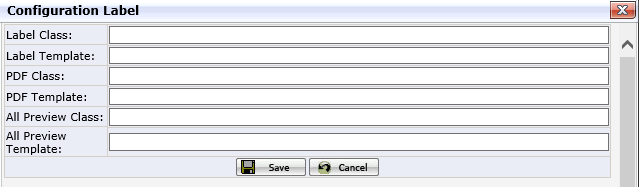 Configuration Label
Label Class:
Label Template:
PDF Class:
PDF Template:
All Preview Class:
All Preview
Template:
Save Cancel